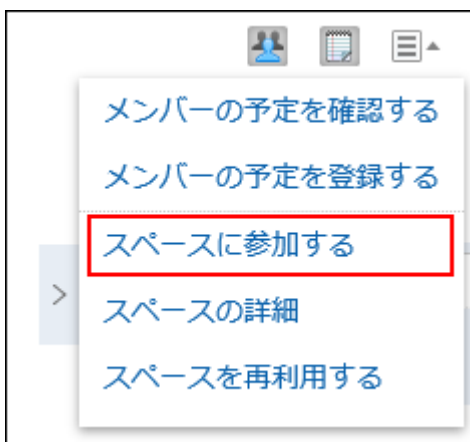 メンバーの予定を確認する
メンバーの予定を登録する
スペースに参加する
スペースの詳細
スペースを再利用する